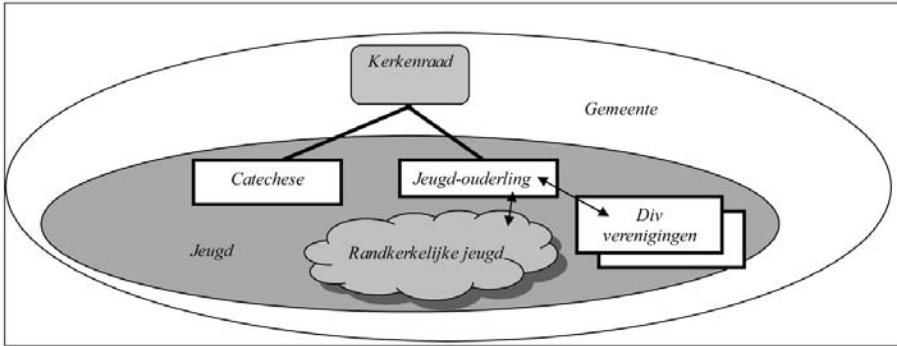 Kerkenraad
Gemeente
Catechese
Jeugd-ouderling
Div
verenigingen
Jeugd
Randkerkelijke jeugd